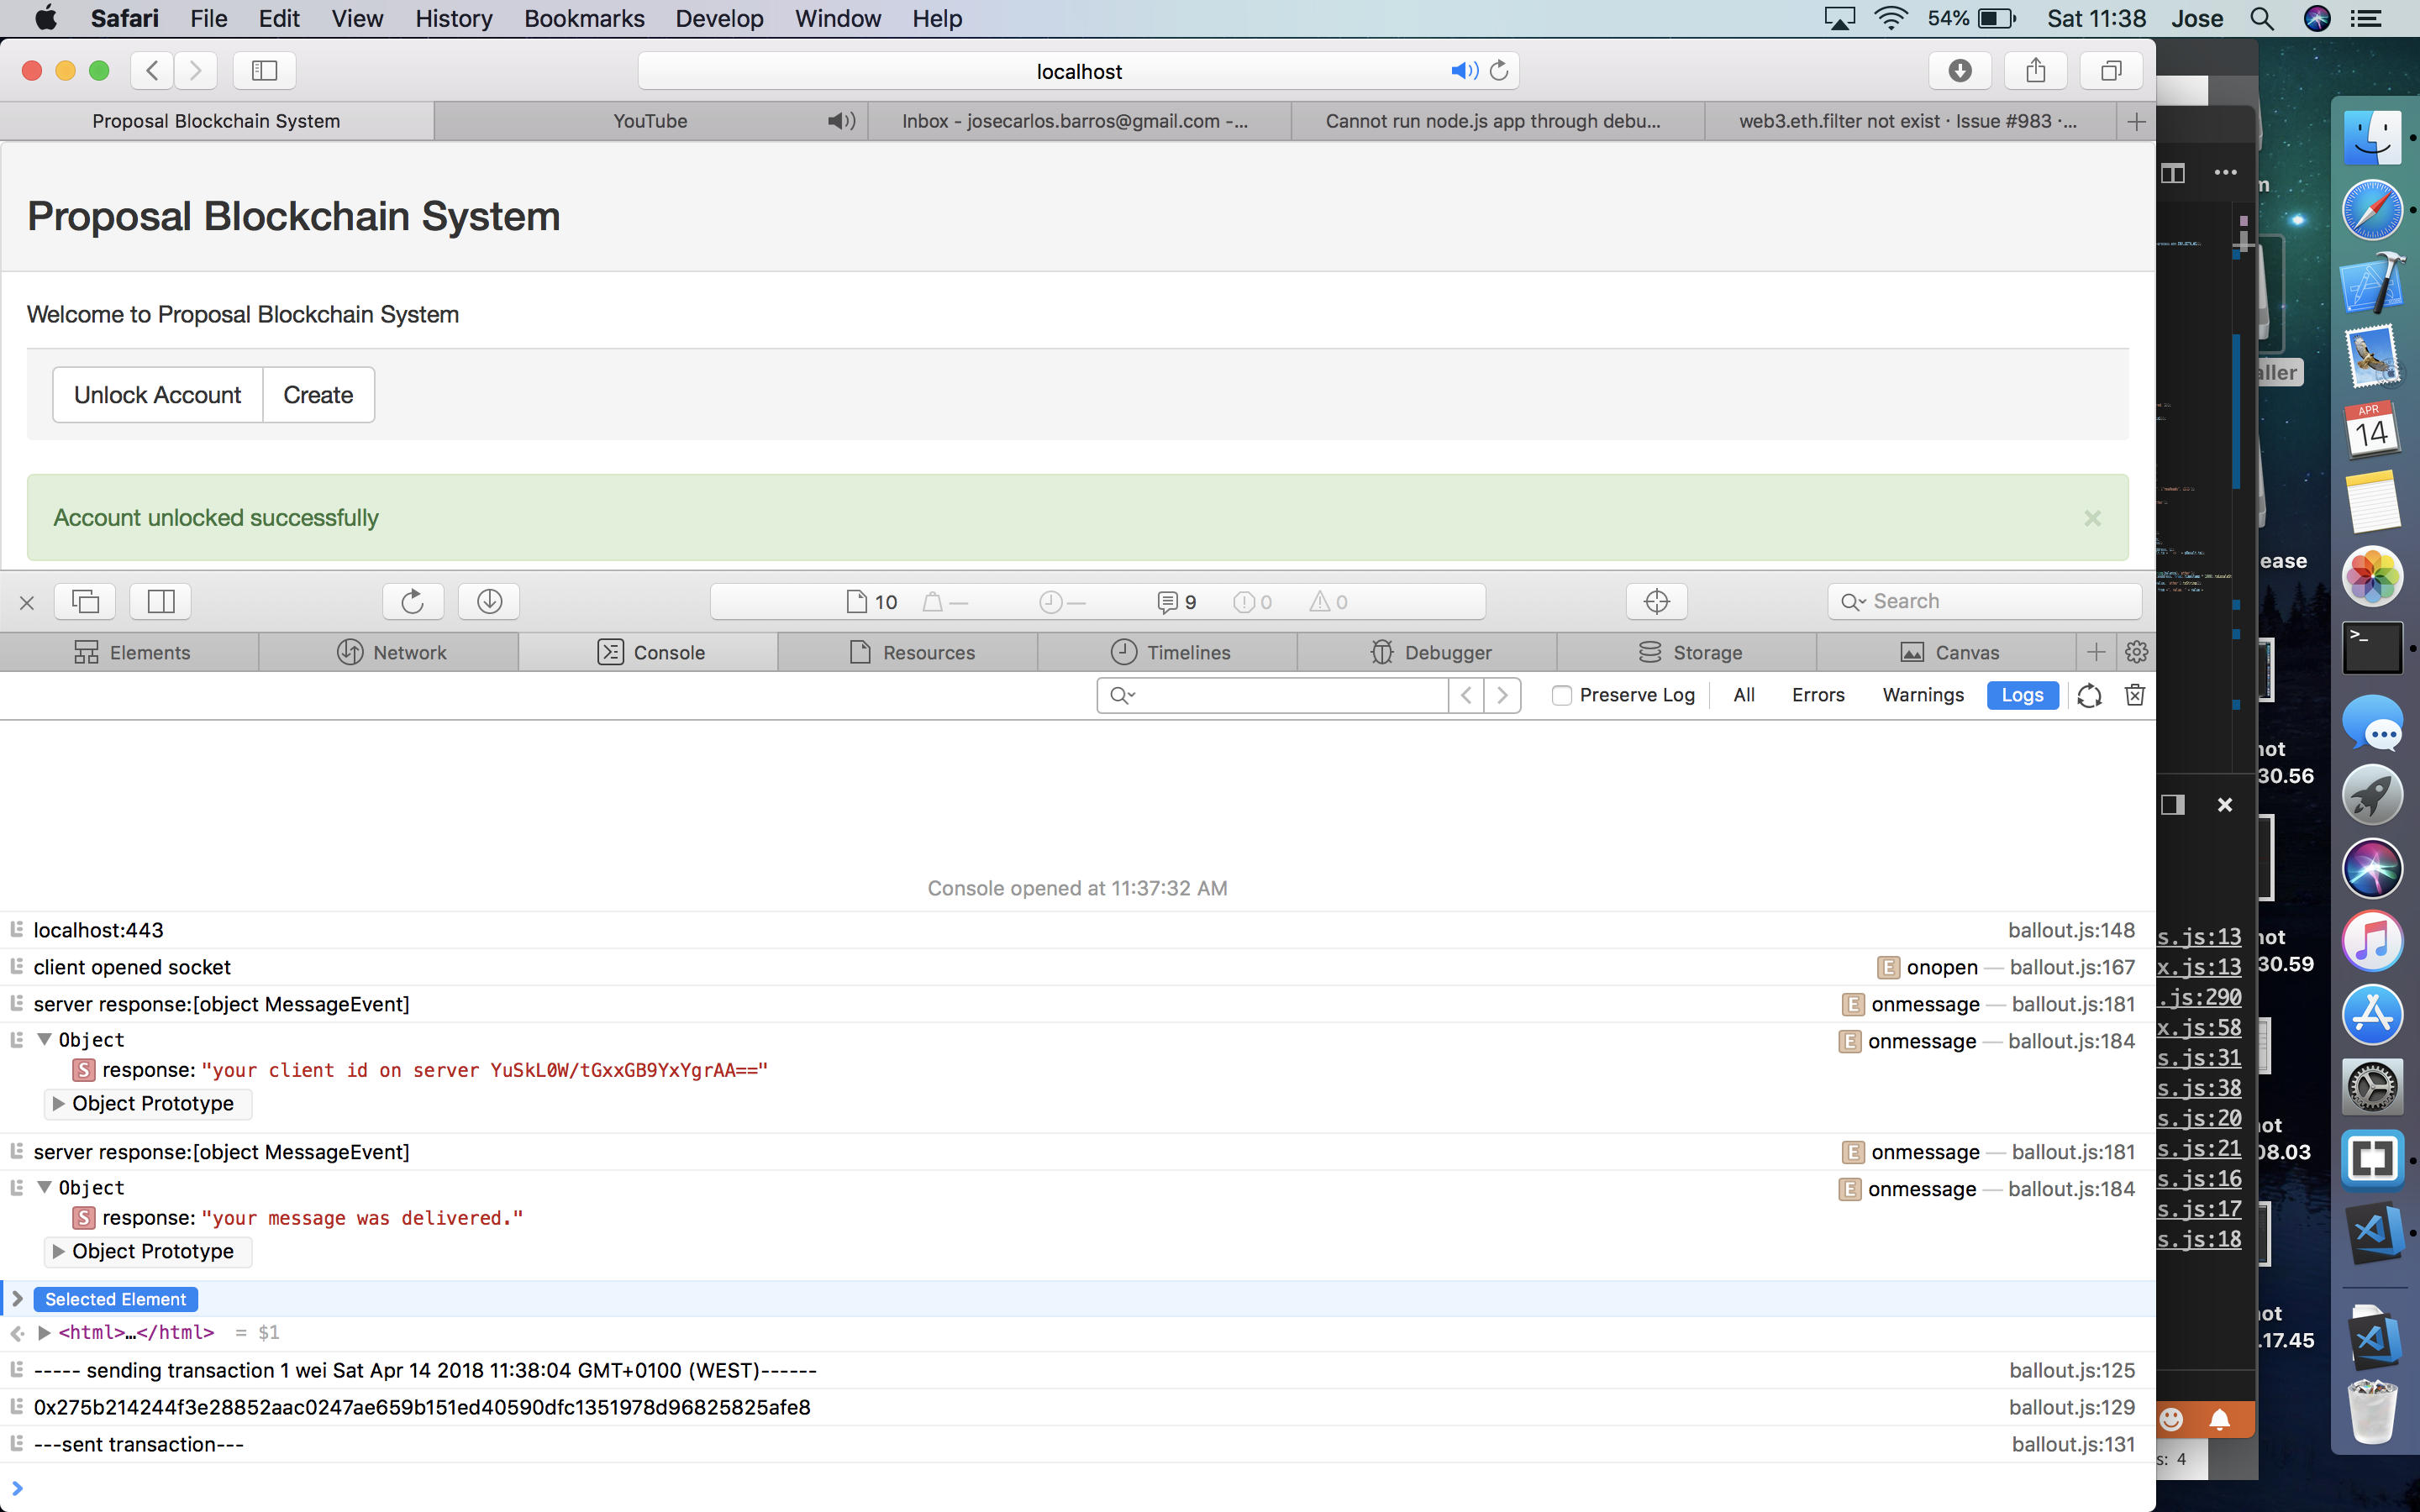 Safari File Edit View History Bookmarks Develop Window Help 54% Sat 11:38 Jose
localhost
Proposal Blockchain System
YouTube
Inbox - josecarlos.barros@gmail.com -...
Cannot run node.js app through debu...
web3.eth.filter not exist · Issue #983 ·...
Proposal Blockchain System
Welcome to Proposal Blockchain System
Unlock Account Create
Account unlocked successfully ×
10 — — 9 0 0 Search
Elements Network Console Resources Timelines Debugger Storage Canvas
Preserve Log All Errors Warnings Logs
Console opened at 11:37:32 AM
localhost:443 ballout.js:148
client opened socket E onopen — ballout.js:167
server response:[object MessageEvent] E onmessage — ballout.js:181
Object E onmessage — ballout.js:184
S response: "your client id on server YuSkL0W/tGxxGB9YxYgrAA=="
Object Prototype
server response:[object MessageEvent] E onmessage — ballout.js:181
Object E onmessage — ballout.js:184
S response: "your message was delivered."
Object Prototype
Selected Element
<html>…</html> = $1
----- sending transaction 1 wei Sat Apr 14 2018 11:38:04 GMT+0100 (WEST)------ ballout.js:125
0x275b214244f3e28852aac0247ae659b151ed40590dfc1351978d96825825afe8 ballout.js:129
---sent transaction--- ballout.js:131
s.js:13
x.js:13
.js:290
x.js:58
s.js:31
s.js:38
s.js:20
s.js:21
s.js:16
s.js:17
s.js:18
s: 4
aller
ease
not
30.56
not
30.59
not
08.03
not
.17.45
APR
14